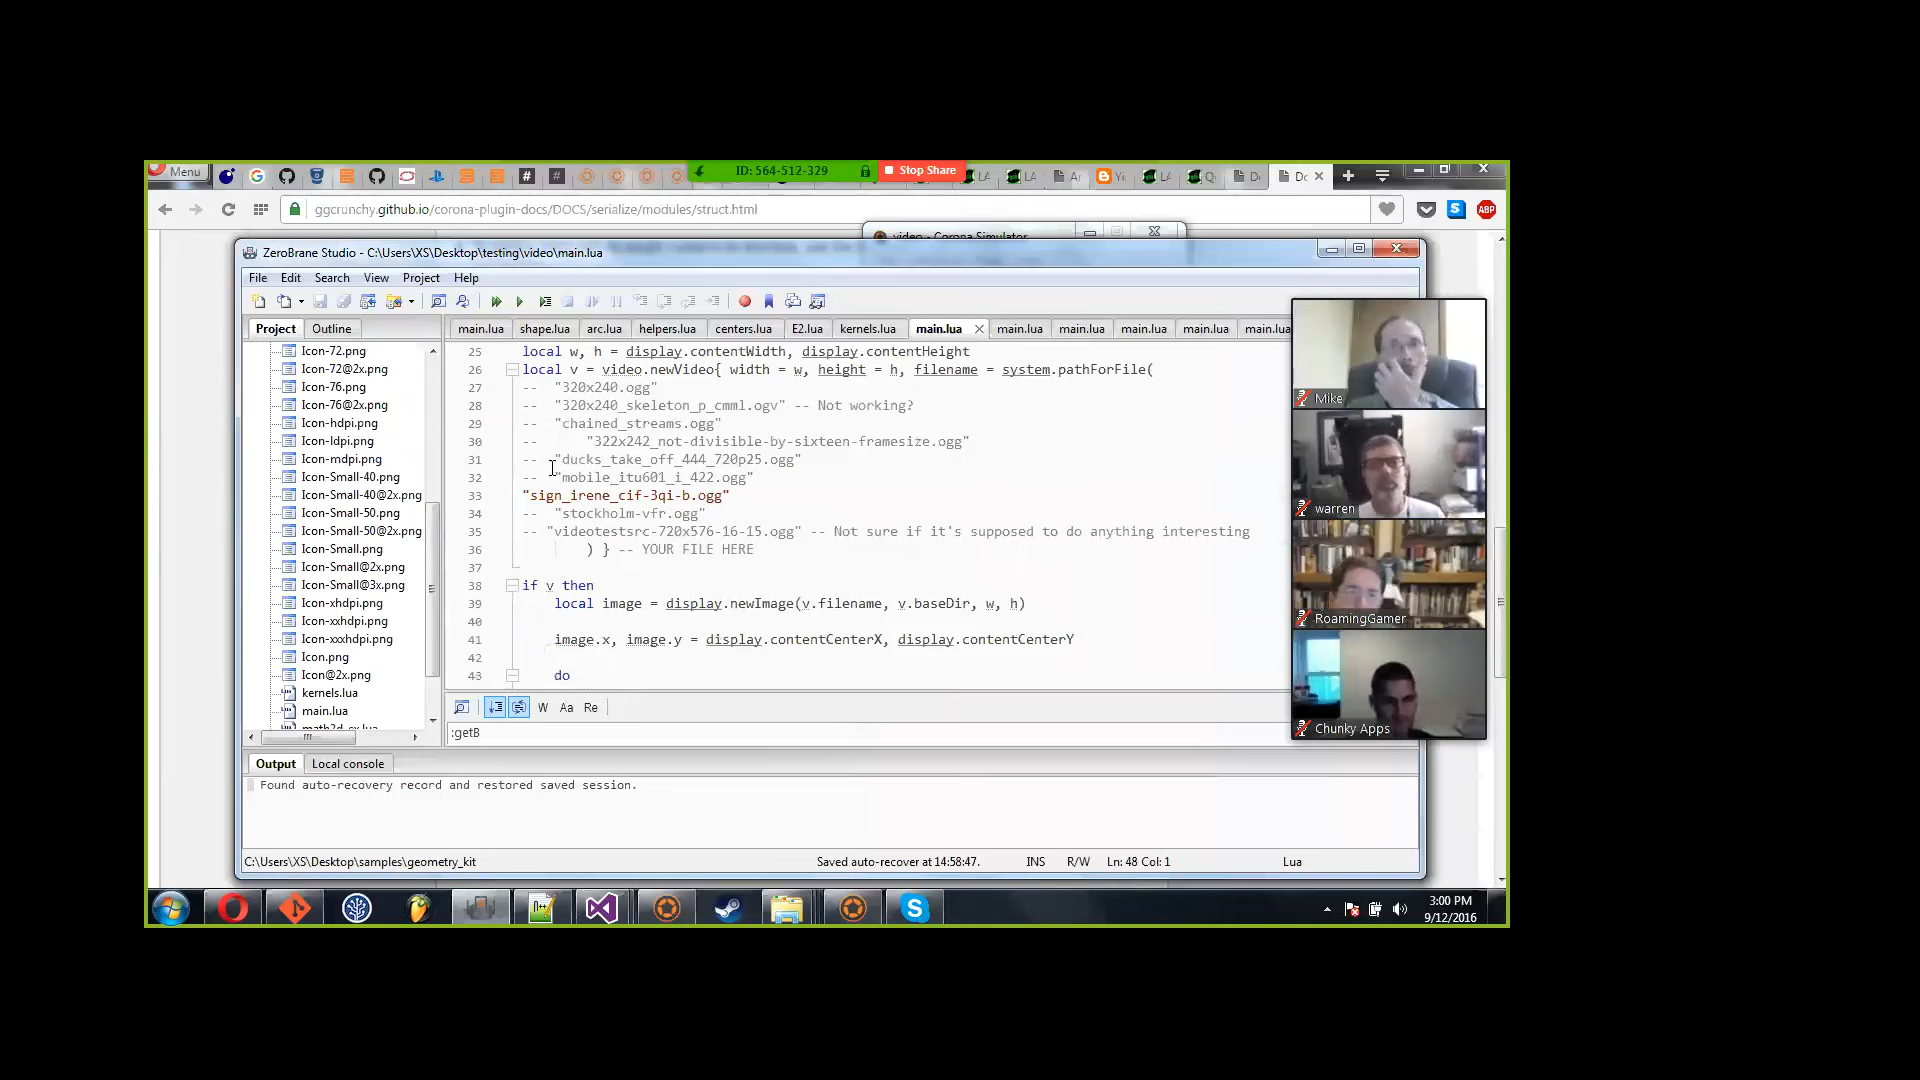 Menu
ID: 564-512-329
Stop Share
ggcrunchy.github.io/corona-plugin-docs/DOCS/serialize/modules/struct.html
ABP
video - Corona Simulator
ZeroBrane Studio - C:\Users\XS\Desktop\testing\video\main.lua
File Edit Search View Project Help
Project Outline
main.lua shape.lua arc.lua helpers.lua centers.lua E2.lua kernels.lua main.lua main.lua main.lua main.lua main.lua main.lua
Icon-72.png
Icon-72@2x.png
Icon-76.png
Icon-76@2x.png
Icon-hdpi.png
Icon-ldpi.png
Icon-mdpi.png
Icon-Small-40.png
Icon-Small-40@2x.png
Icon-Small-50.png
Icon-Small-50@2x.png
Icon-Small.png
Icon-Small@2x.png
Icon-Small@3x.png
Icon-xhdpi.png
Icon-xxhdpi.png
Icon-xxxhdpi.png
Icon.png
Icon@2x.png
kernels.lua
main.lua
25 local w, h = display.contentWidth, display.contentHeight
26 local v = video.newVideo{ width = w, height = h, filename = system.pathForFile(
27 -- "320x240.ogg"
28 -- "320x240_skeleton_p_cmml.ogv" -- Not working?
29 -- "chained_streams.ogg"
30 -- "322x242_not-divisible-by-sixteen-framesize.ogg"
31 -- "ducks_take_off_444_720p25.ogg"
32 -- "mobile_itu601_i_422.ogg"
33 "sign_irene_cif-3qi-b.ogg"
34 -- "stockholm-vfr.ogg"
35 -- "videotestsrc-720x576-16-15.ogg" -- Not sure if it's supposed to do anything interesting
36 ) } -- YOUR FILE HERE
37
38 if v then
39 local image = display.newImage(v.filename, v.baseDir, w, h)
40
41 image.x, image.y = display.contentCenterX, display.contentCenterY
42
43 do
W Aa Re
:getB
Output Local console
Found auto-recovery record and restored saved session.
C:\Users\XS\Desktop\samples\geometry_kit
Saved auto-recover at 14:58:47.
INS R/W Ln: 48 Col: 1 Lua
Mike
warren
RoamingGamer
Chunky Apps
3:00 PM
9/12/2016